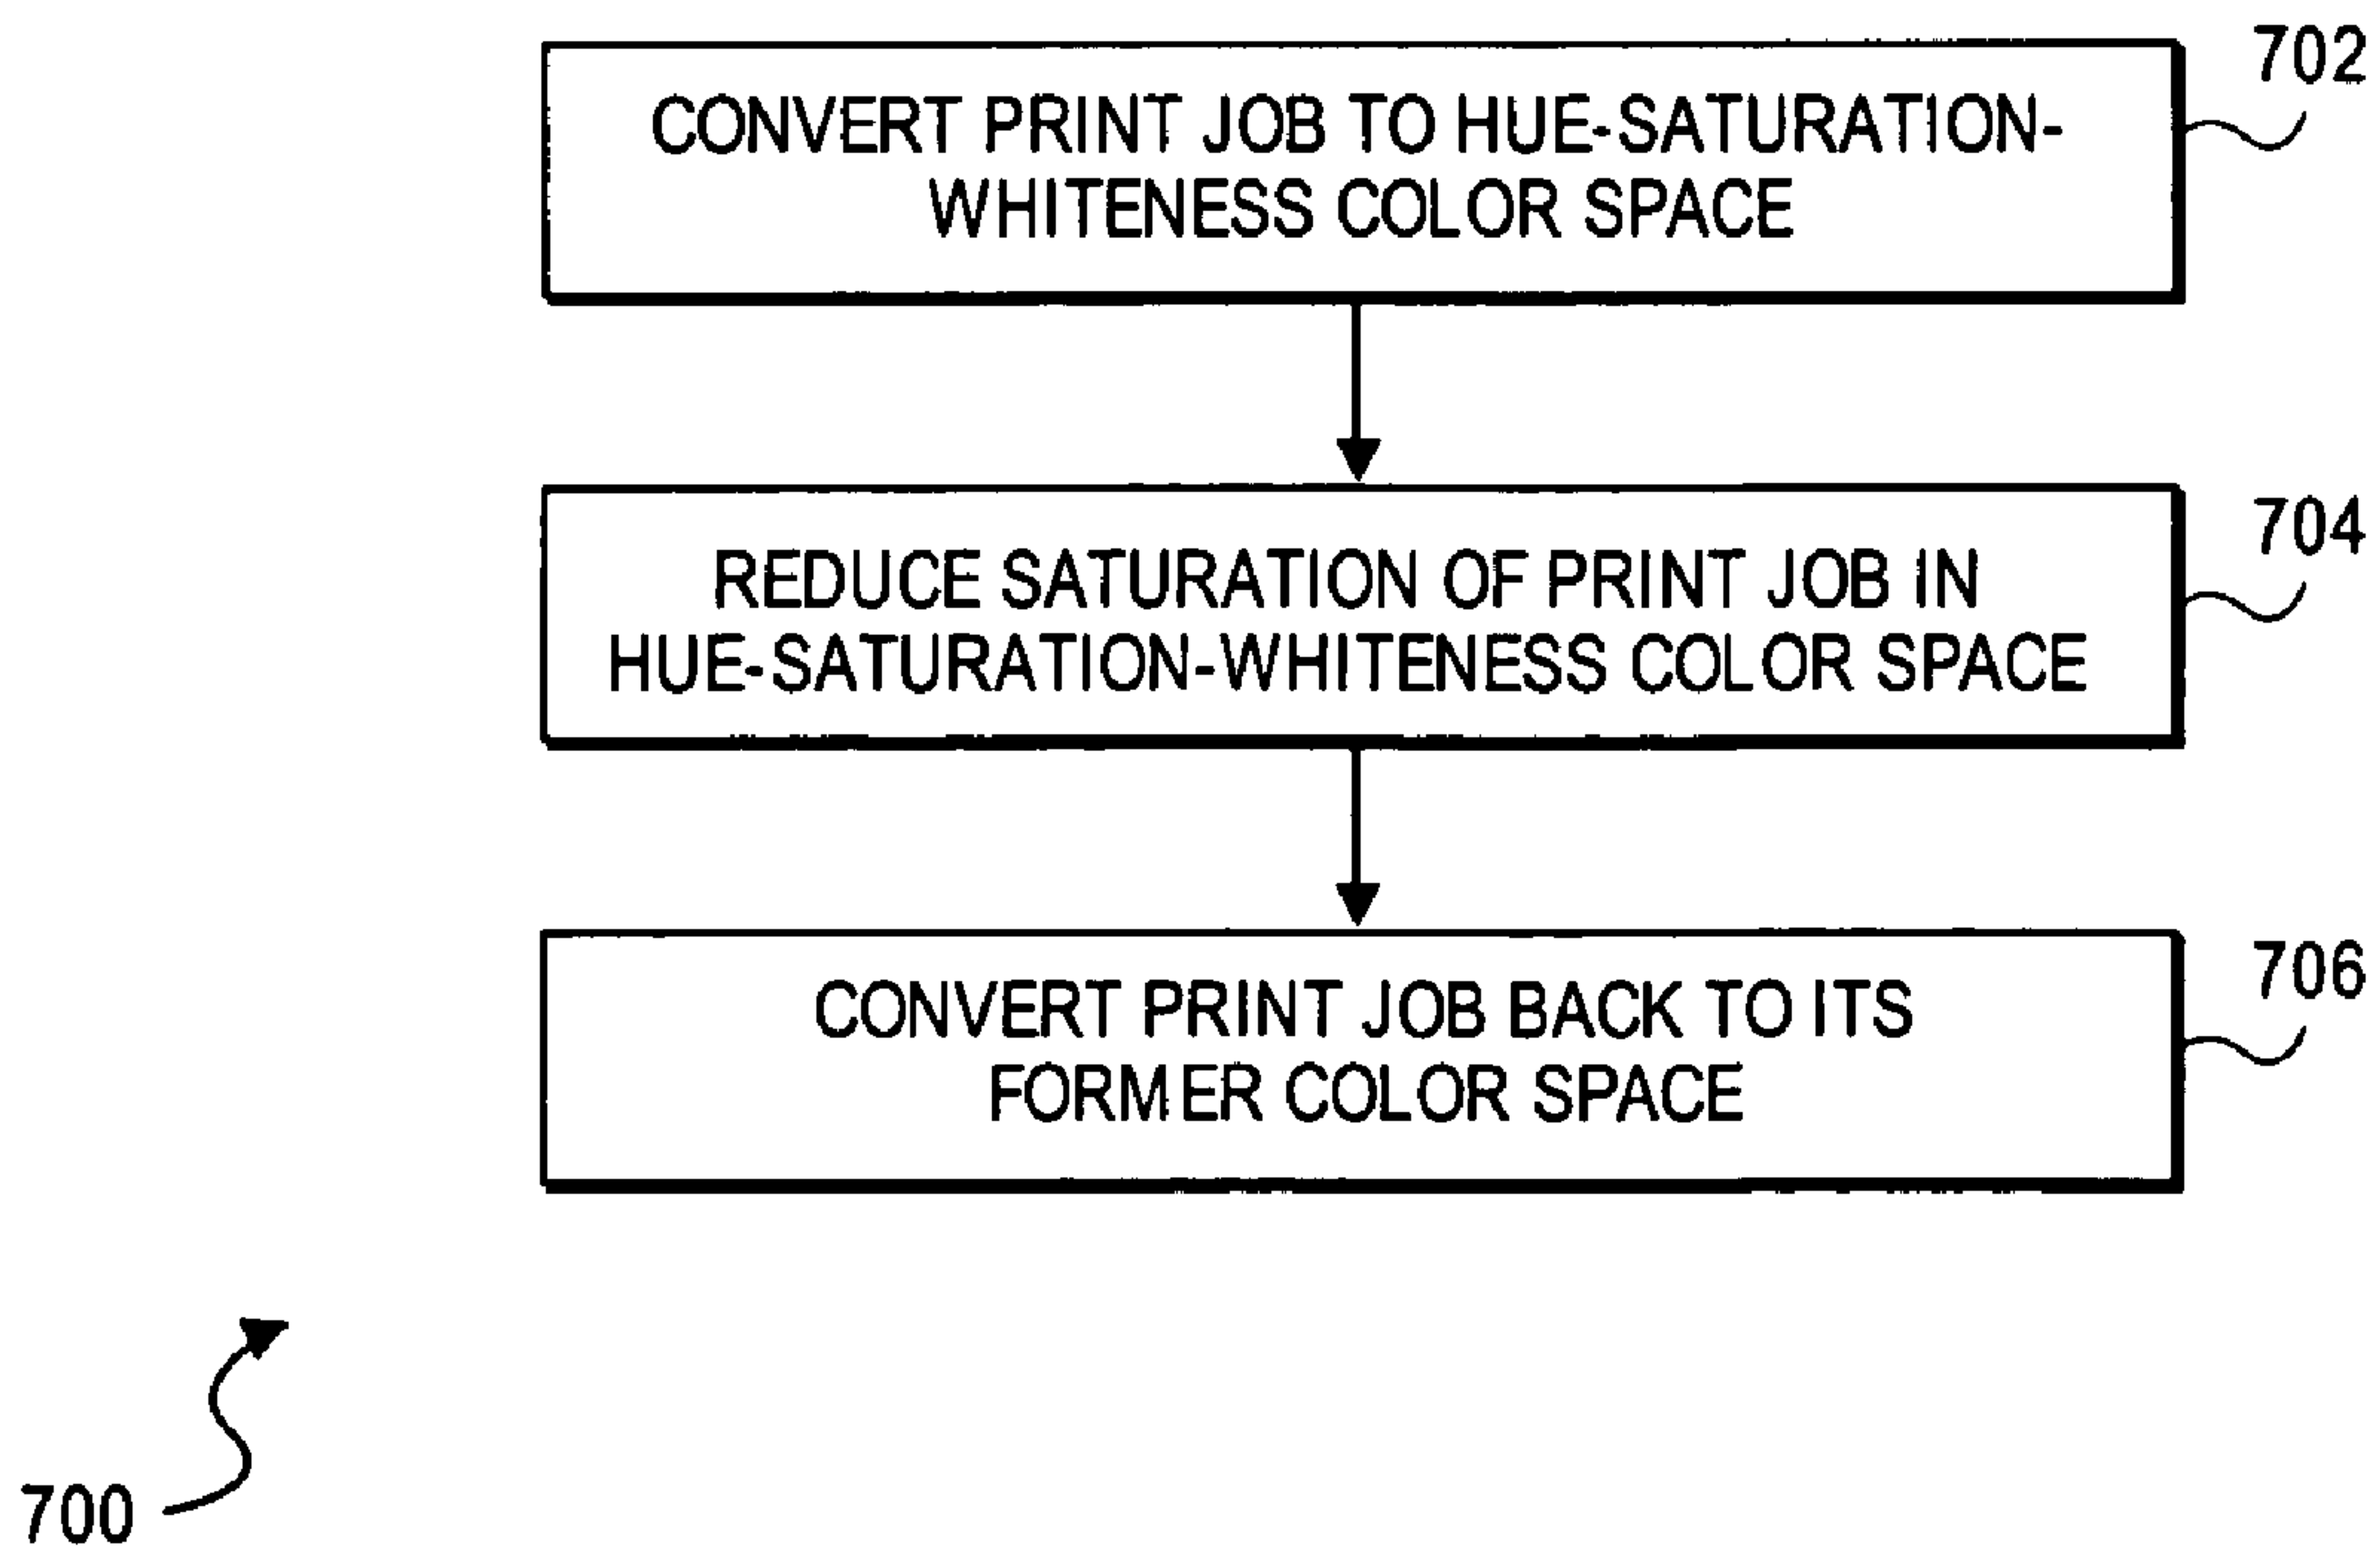 702
CONVERT PRINT JOB TO HUE-SATURATION-
WHITENESS COLOR SPACE
704
REDUCE SATURATION OF PRINT JOB IN
HUE-SATURATION-WHITENESS COLOR SPACE
706
CONVERT PRINT JOB BACK TO ITS
FORMER COLOR SPACE
700